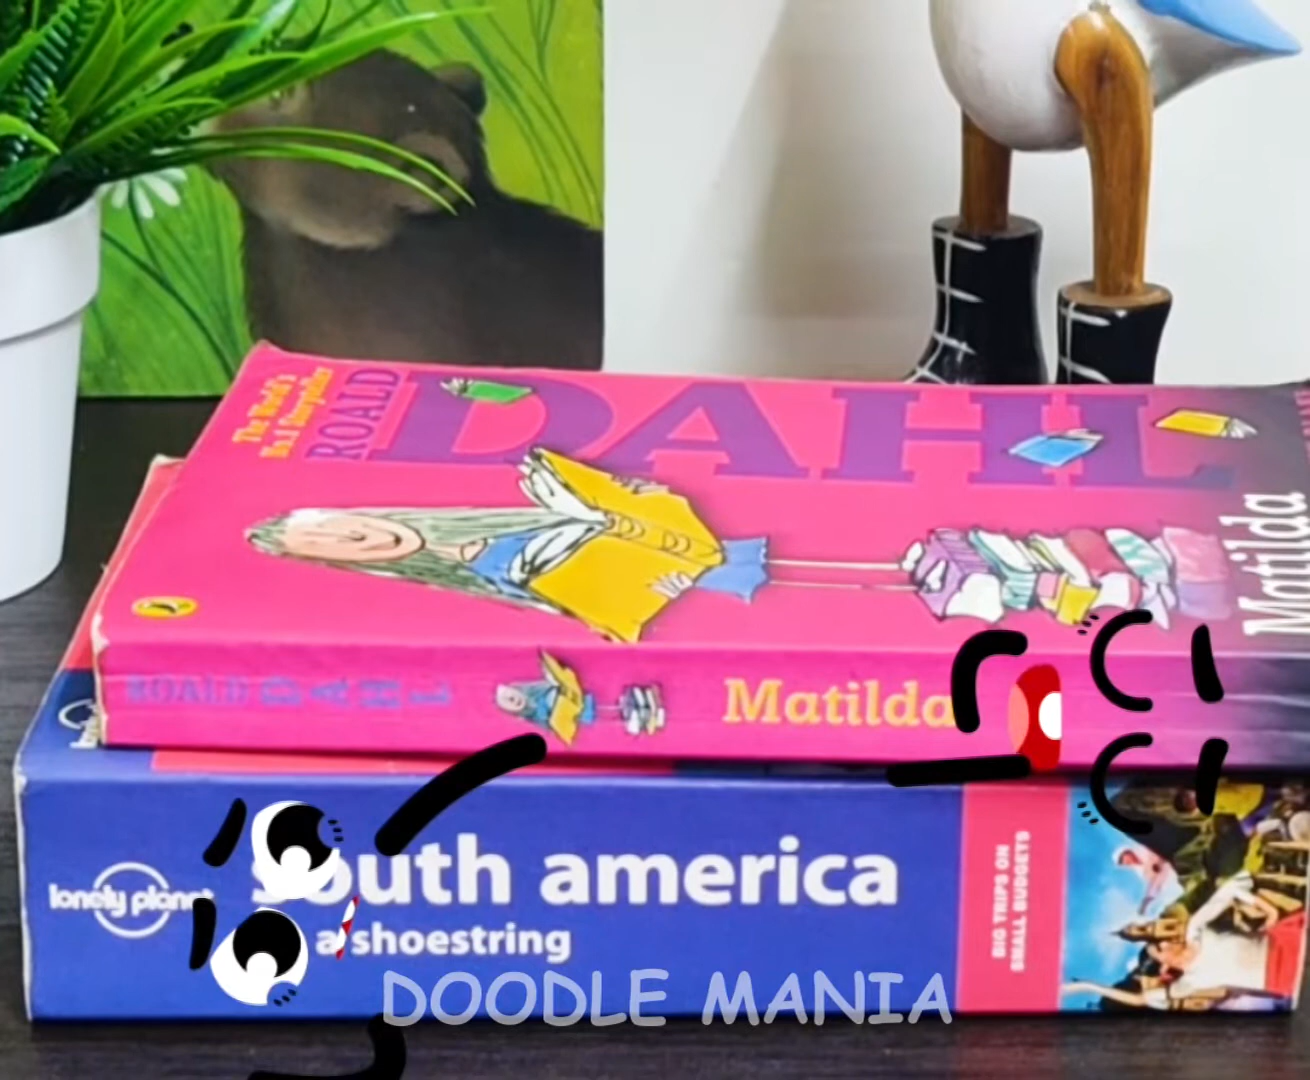 The World's
No.1 Storyteller
ROALD
DAHL
Matilda
ROALD DAHL
Matilda
lonely planet
south america
a shoestring
BIG TRIPS ON
SMALL BUDGETS
DOODLE MANIA